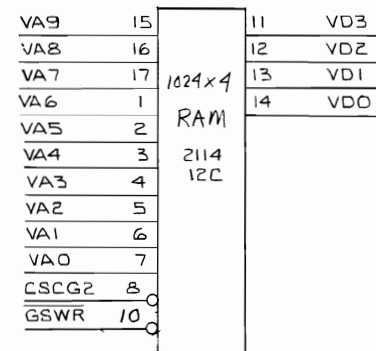 VA9 15 11 VD3
VA8 16 12 VD2
VA7 17 1024x4 13 VD1
VA6 1 14 VD0
RAM
VA5 2
VA4 3 2114
12C
VA3 4
VA2 5
VA1 6
VA0 7
CSCG2 8
GSWR 10